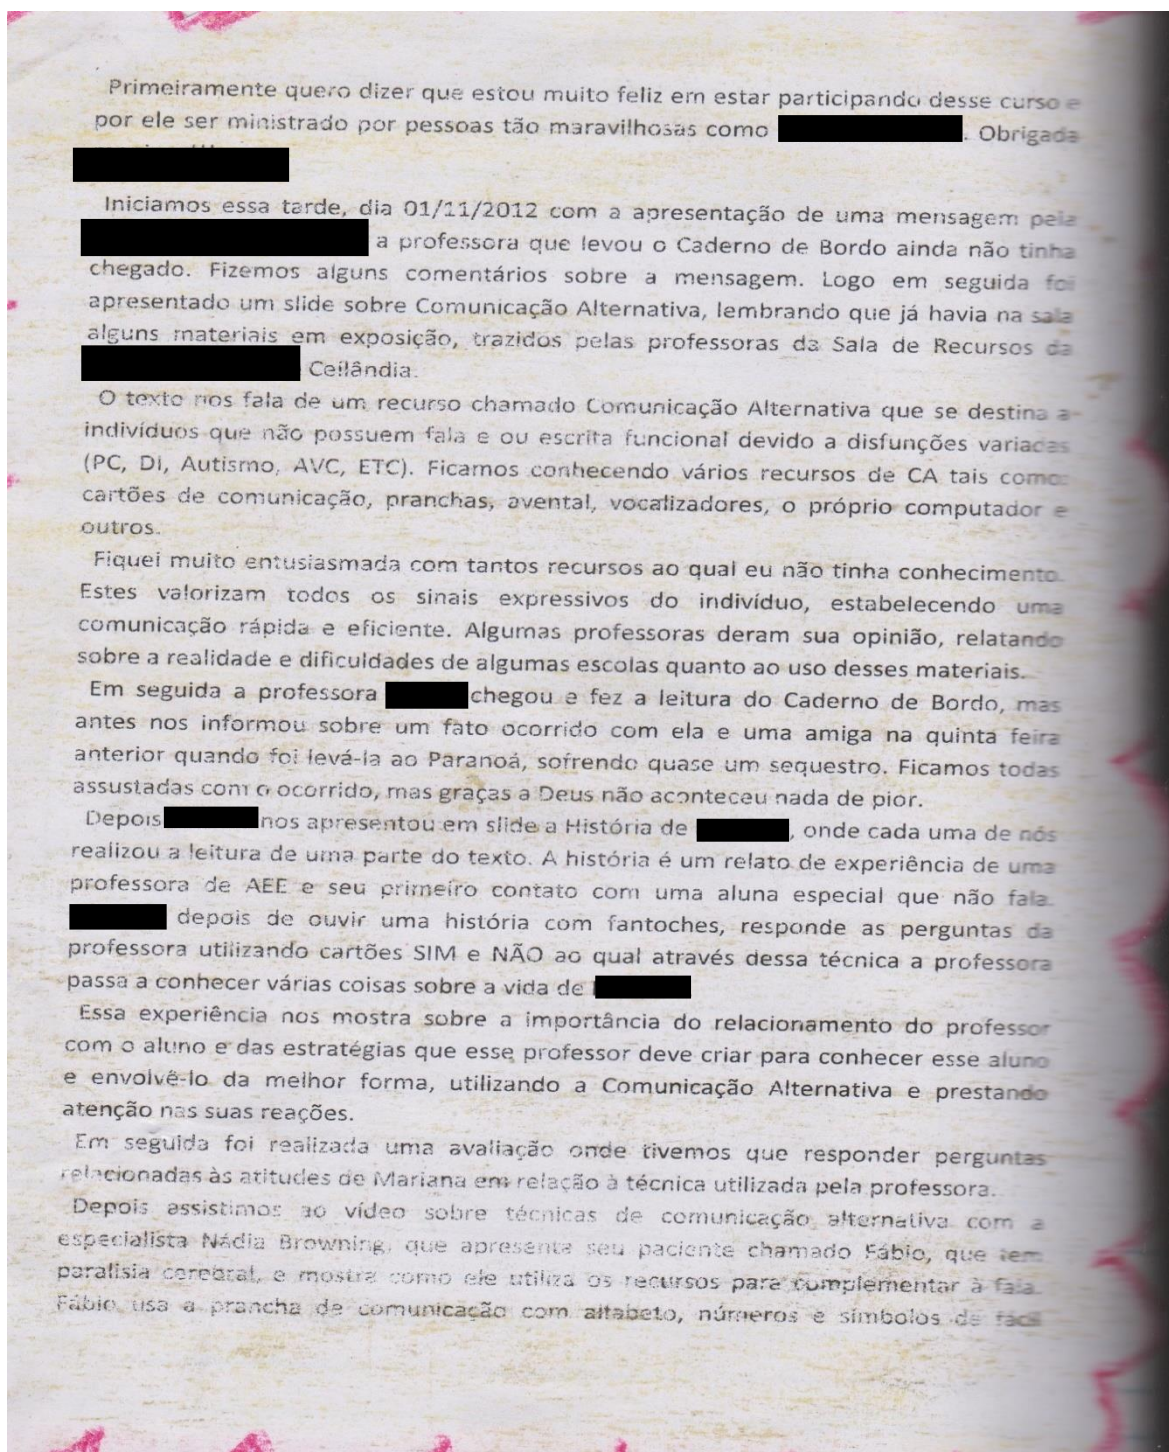 Primeiramente quero dizer que estou muito feliz em estar participando desse curso e
por ele ser ministrado por pessoas tão maravilhosas como . Obrigada
Iniciamos essa tarde, dia 01/11/2012 com a apresentação de uma mensagem pela
a professora que levou o Caderno de Bordo ainda não tinha
chegado. Fizemos alguns comentários sobre a mensagem. Logo em seguida foi
apresentado um slide sobre Comunicação Alternativa, lembrando que já havia na sala
alguns materiais em exposição, trazidos pelas professoras da Sala de Recursos da
Ceilândia.
O texto nos fala de um recurso chamado Comunicação Alternativa que se destina a
indivíduos que não possuem fala e ou escrita funcional devido a disfunções variadas
(PC, DI, Autismo, AVC, ETC). Ficamos conhecendo vários recursos de CA tais como:
cartões de comunicação, pranchas, avental, vocalizadores, o próprio computador e
outros.
Fiquei muito entusiasmada com tantos recursos ao qual eu não tinha conhecimento.
Estes valorizam todos os sinais expressivos do indivíduo, estabelecendo uma
comunicação rápida e eficiente. Algumas professoras deram sua opinião, relatando
sobre a realidade e dificuldades de algumas escolas quanto ao uso desses materiais.
Em seguida a professora chegou e fez a leitura do Caderno de Bordo, mas
antes nos informou sobre um fato ocorrido com ela e uma amiga na quinta feira
anterior quando foi levá-la ao Paranoá, sofrendo quase um sequestro. Ficamos todas
assustadas com o ocorrido, mas graças a Deus não aconteceu nada de pior.
Depois nos apresentou em slide a História de , onde cada uma de nós
realizou a leitura de uma parte do texto. A história é um relato de experiência de uma
professora de AEE e seu primeiro contato com uma aluna especial que não fala.
depois de ouvir uma história com fantoches, responde as perguntas da
professora utilizando cartões SIM e NÃO ao qual através dessa técnica a professora
passa a conhecer várias coisas sobre a vida de
Essa experiência nos mostra sobre a importância do relacionamento do professor
com o aluno e das estratégias que esse professor deve criar para conhecer esse aluno
e envolvê-lo da melhor forma, utilizando a Comunicação Alternativa e prestando
atenção nas suas reações.
Em seguida foi realizada uma avaliação onde tivemos que responder perguntas
relacionadas às atitudes de Mariana em relação à técnica utilizada pela professora.
Depois assistimos ao vídeo sobre técnicas de comunicação alternativa com a
especialista Nádia Browning, que apresenta seu paciente chamado Fábio, que tem
paralisia cerebral, e mostra como ele utiliza os recursos para complementar à fala.
Fábio usa a prancha de comunicação com alfabeto, números e símbolos de fácil